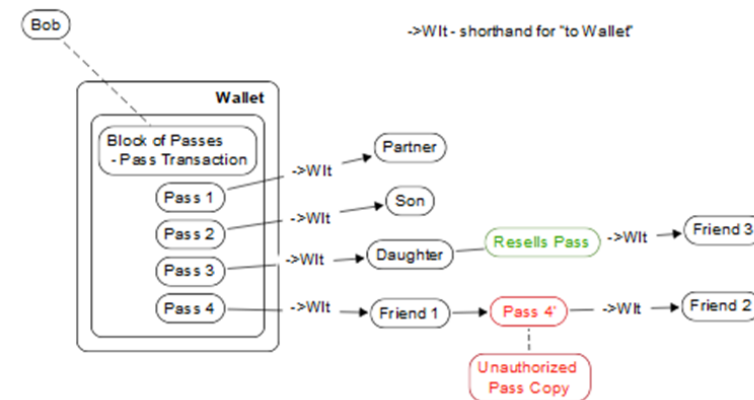 Bob
->Wlt - shorthand for "to Wallet"
Wallet
Block of Passes
- Pass Transaction
Partner
->Wlt
Pass 1
Son
->Wlt
Pass 2
Resells Pass
->Wlt
Friend 3
Daughter
->Wlt
Pass 3
Pass 4
->Wlt
Friend 1
Pass 4'
->Wlt
Friend 2
Unauthorized
Pass Copy